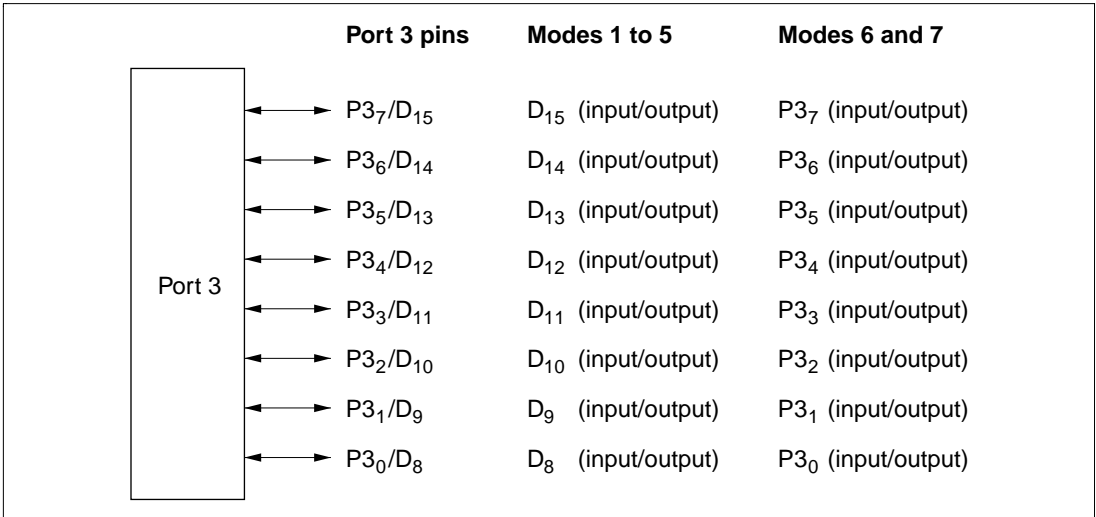 Port 3 pins Modes 1 to 5 Modes 6 and 7
P3₇/D₁₅ D₁₅ (input/output) P3₇ (input/output)
P3₆/D₁₄ D₁₄ (input/output) P3₆ (input/output)
P3₅/D₁₃ D₁₃ (input/output) P3₅ (input/output)
P3₄/D₁₂ D₁₂ (input/output) P3₄ (input/output)
Port 3
P3₃/D₁₁ D₁₁ (input/output) P3₃ (input/output)
P3₂/D₁₀ D₁₀ (input/output) P3₂ (input/output)
P3₁/D₉ D₉ (input/output) P3₁ (input/output)
P3₀/D₈ D₈ (input/output) P3₀ (input/output)